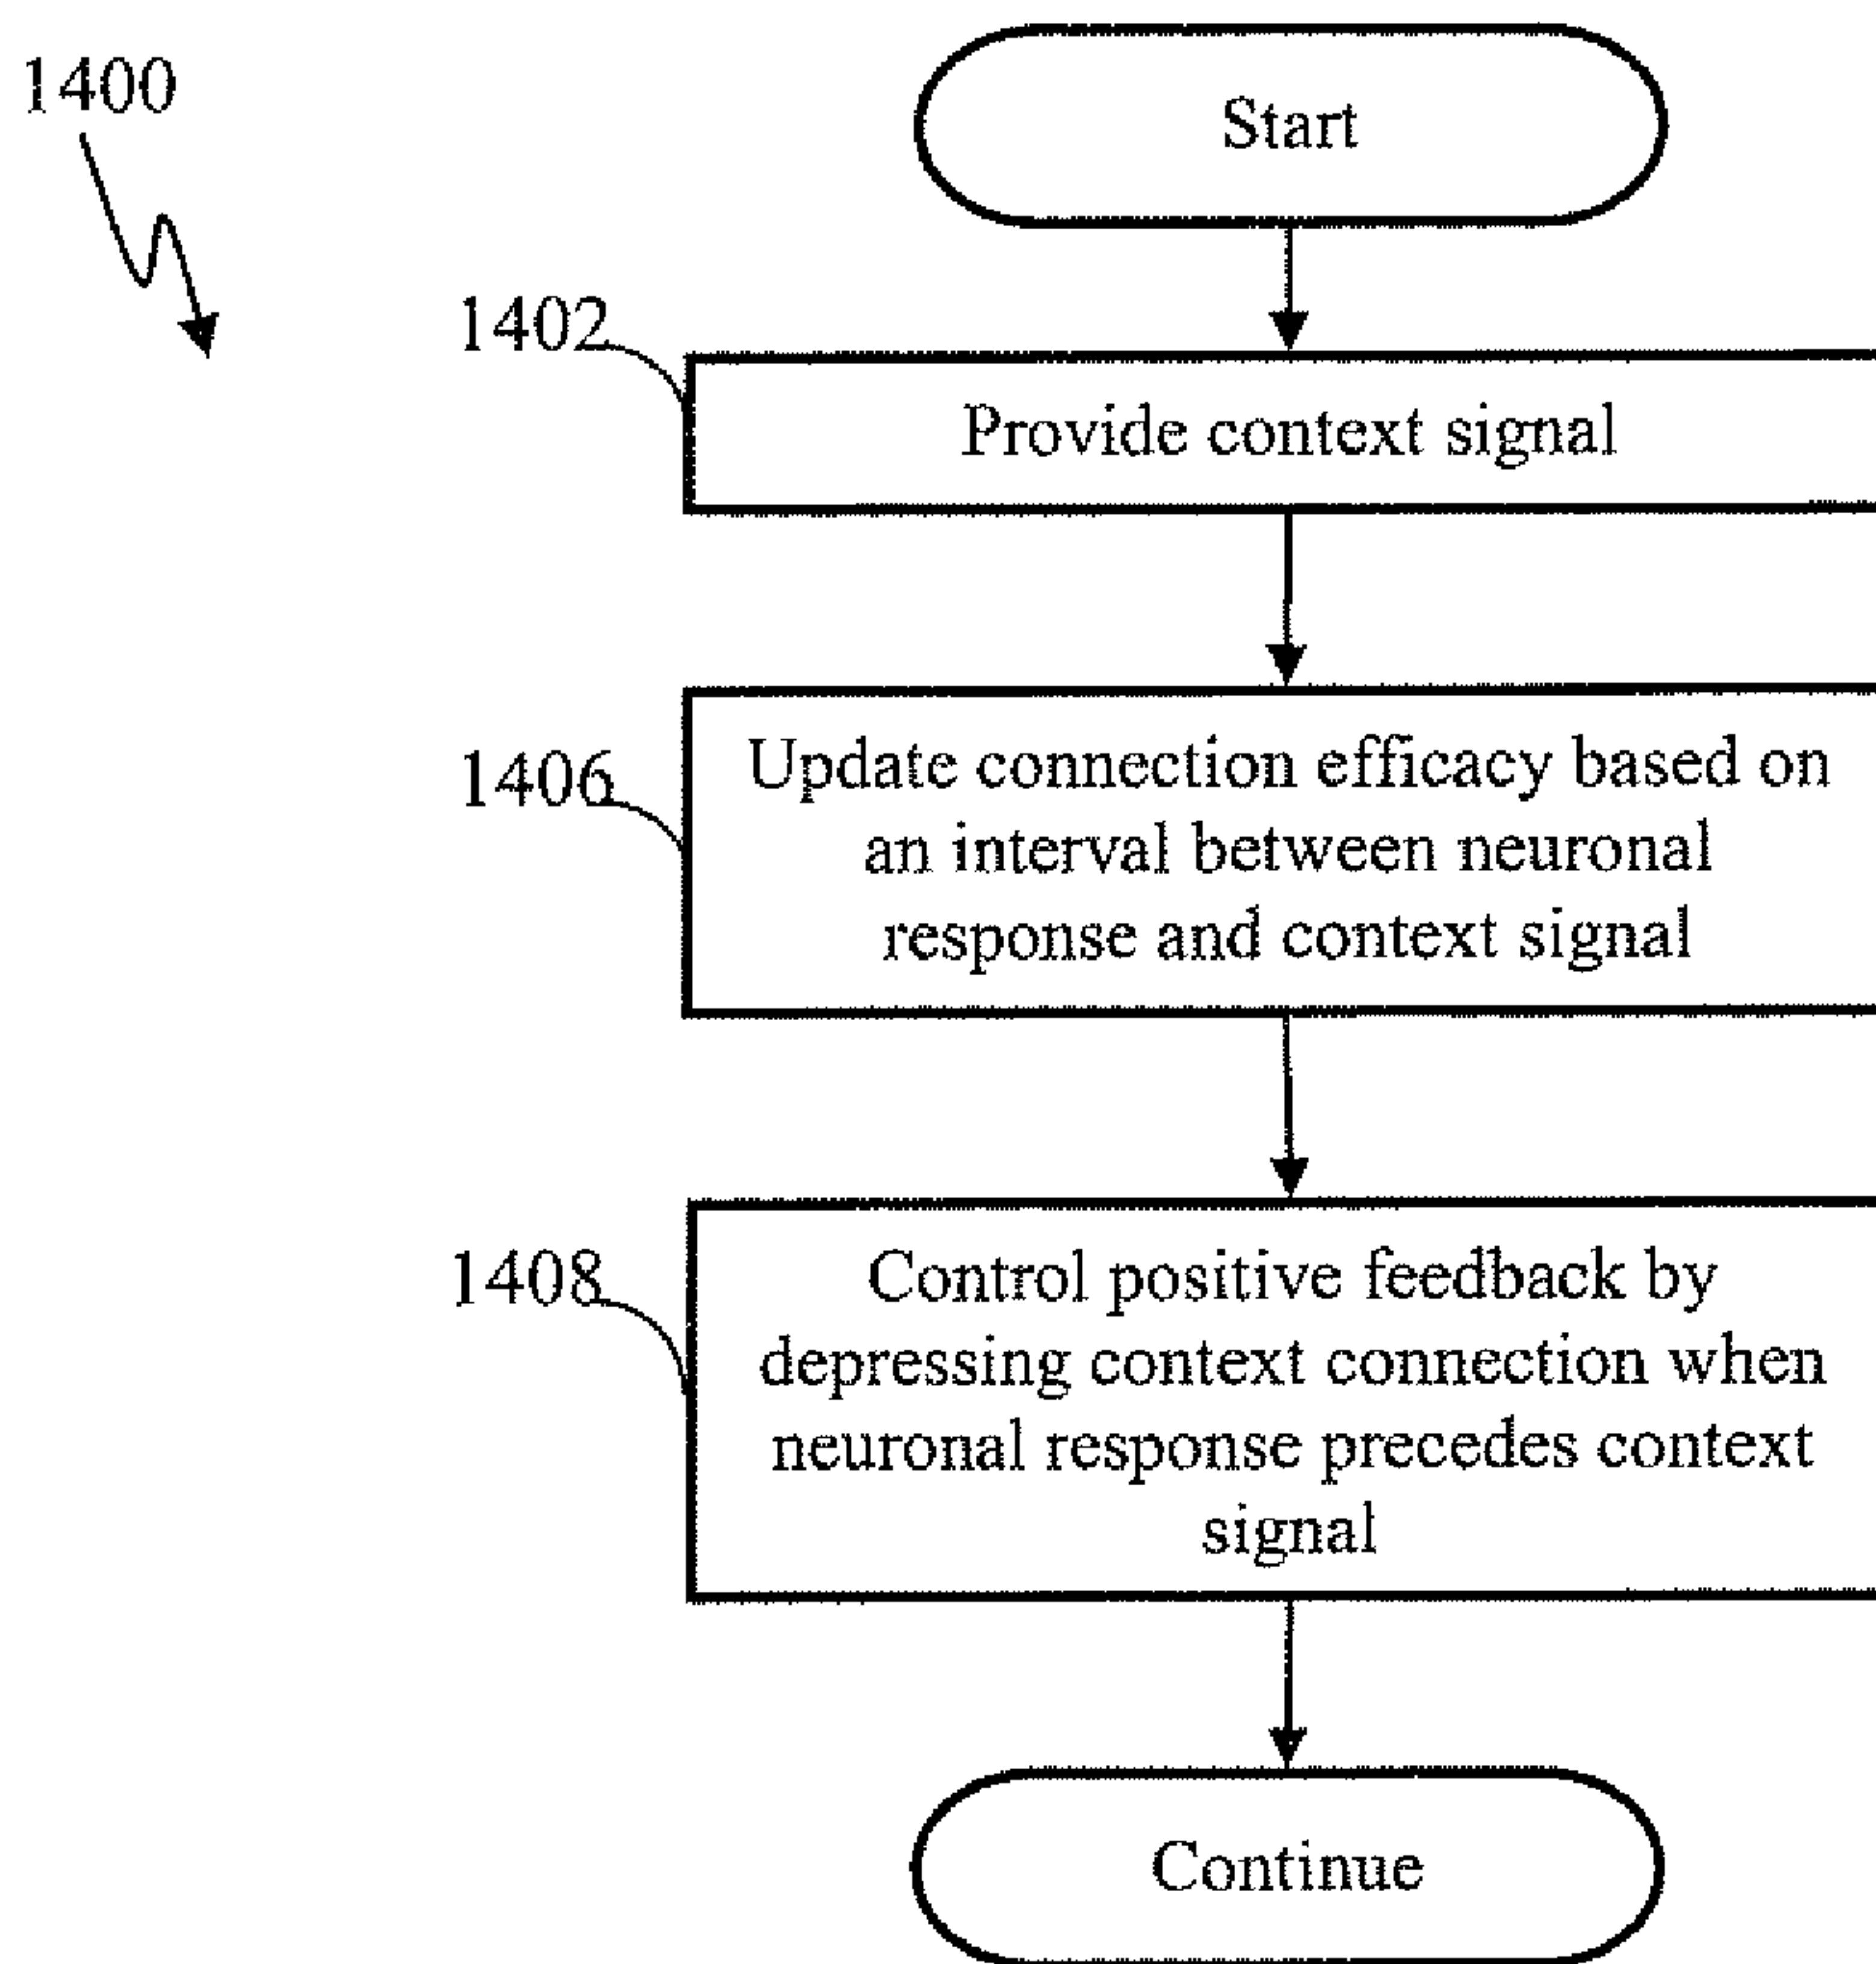 1400
Start
1402
Provide context signal
1406
Update connection efficacy based on
an interval between neuronal
response and context signal
1408
Control positive feedback by
depressing context connection when
neuronal response precedes context
signal
Continue